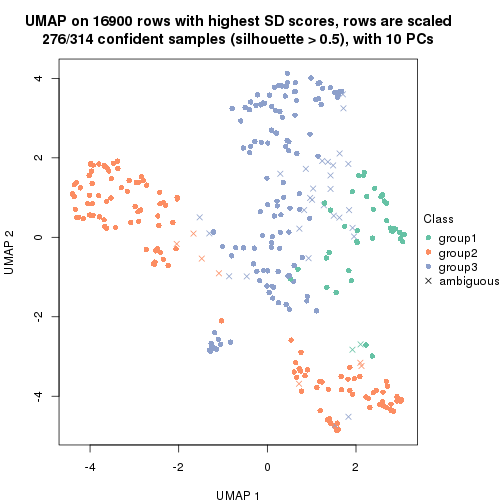 UMAP on 16900 rows with highest SD scores, rows are scaled
276/314 confident samples (silhouette > 0.5), with 10 PCs
4
2
0
-2
-4
UMAP 2
-4
-2
0
2
UMAP 1
Class
group1
group2
group3
ambiguous